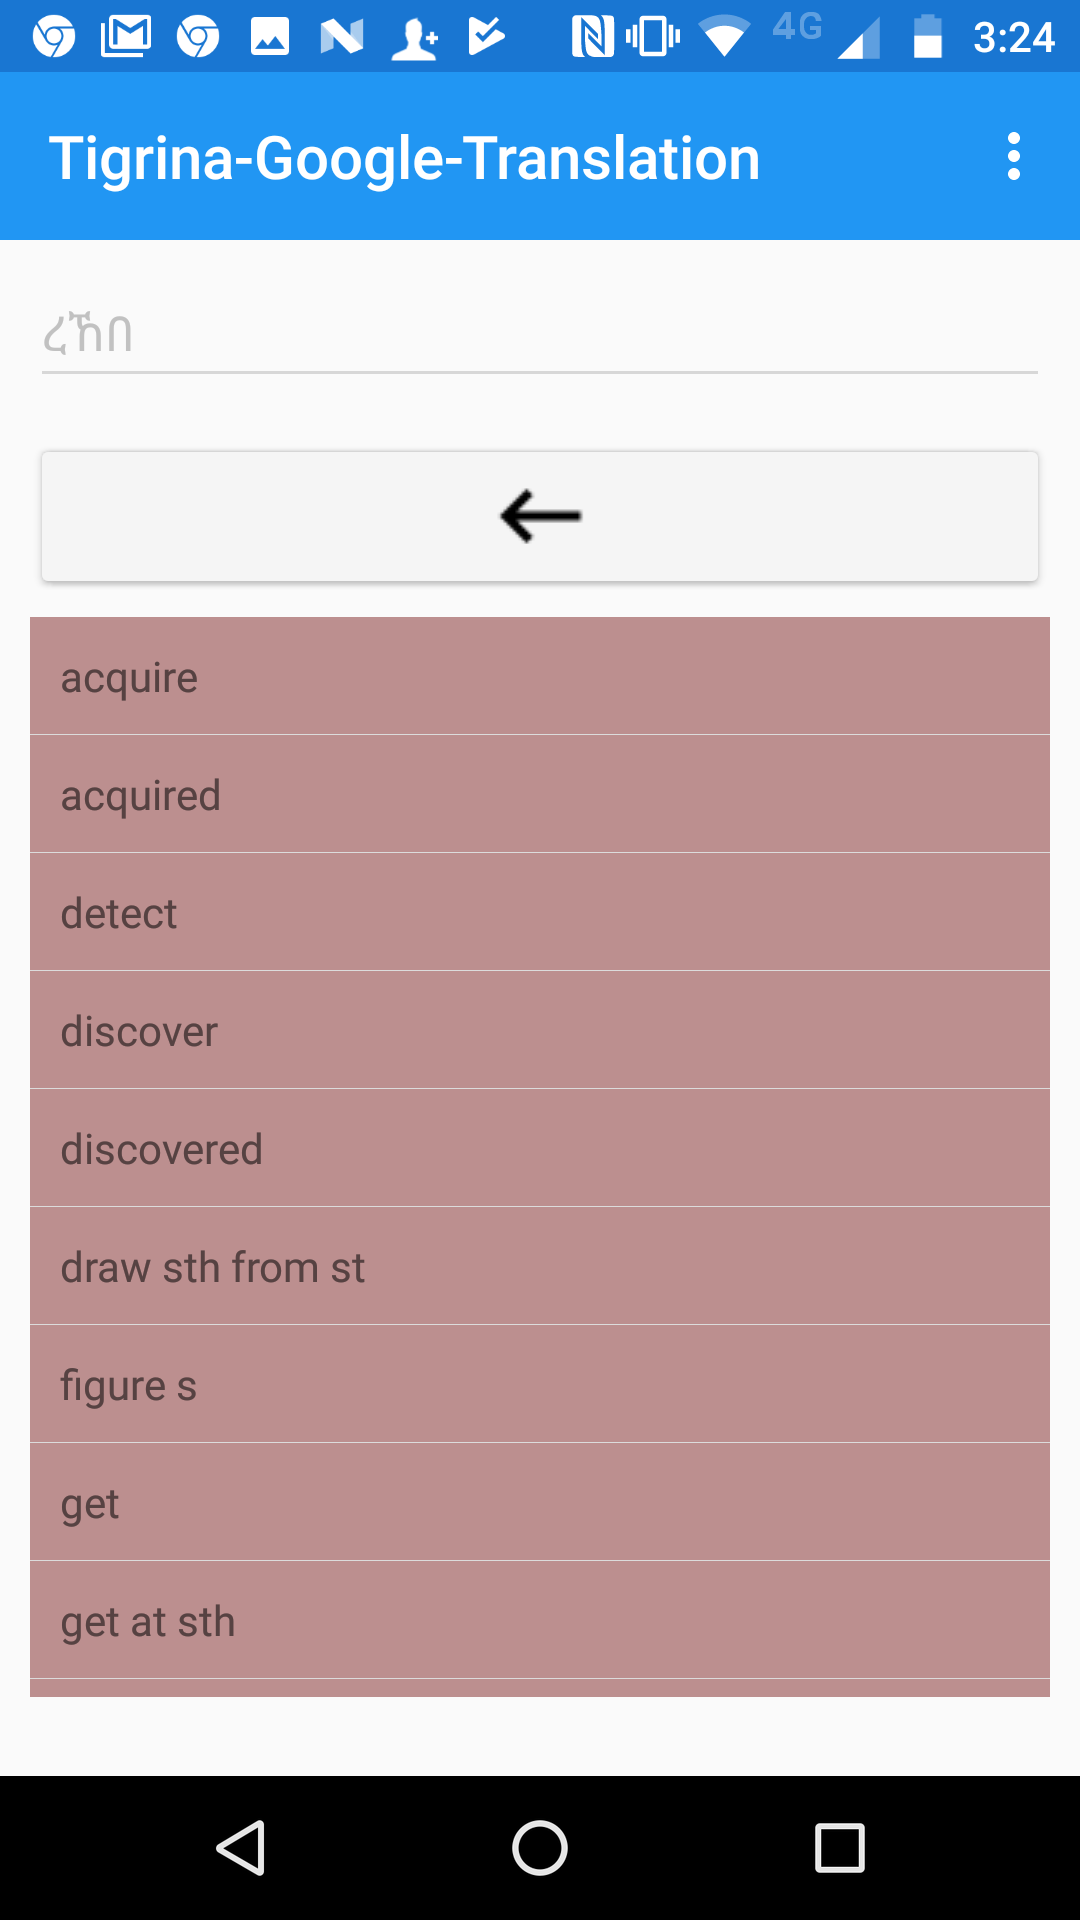 4G
3:24
Tigrina-Google-Translation
ረኸበ
acquire
acquired
detect
discover
discovered
draw sth from st
figure s
get
get at sth